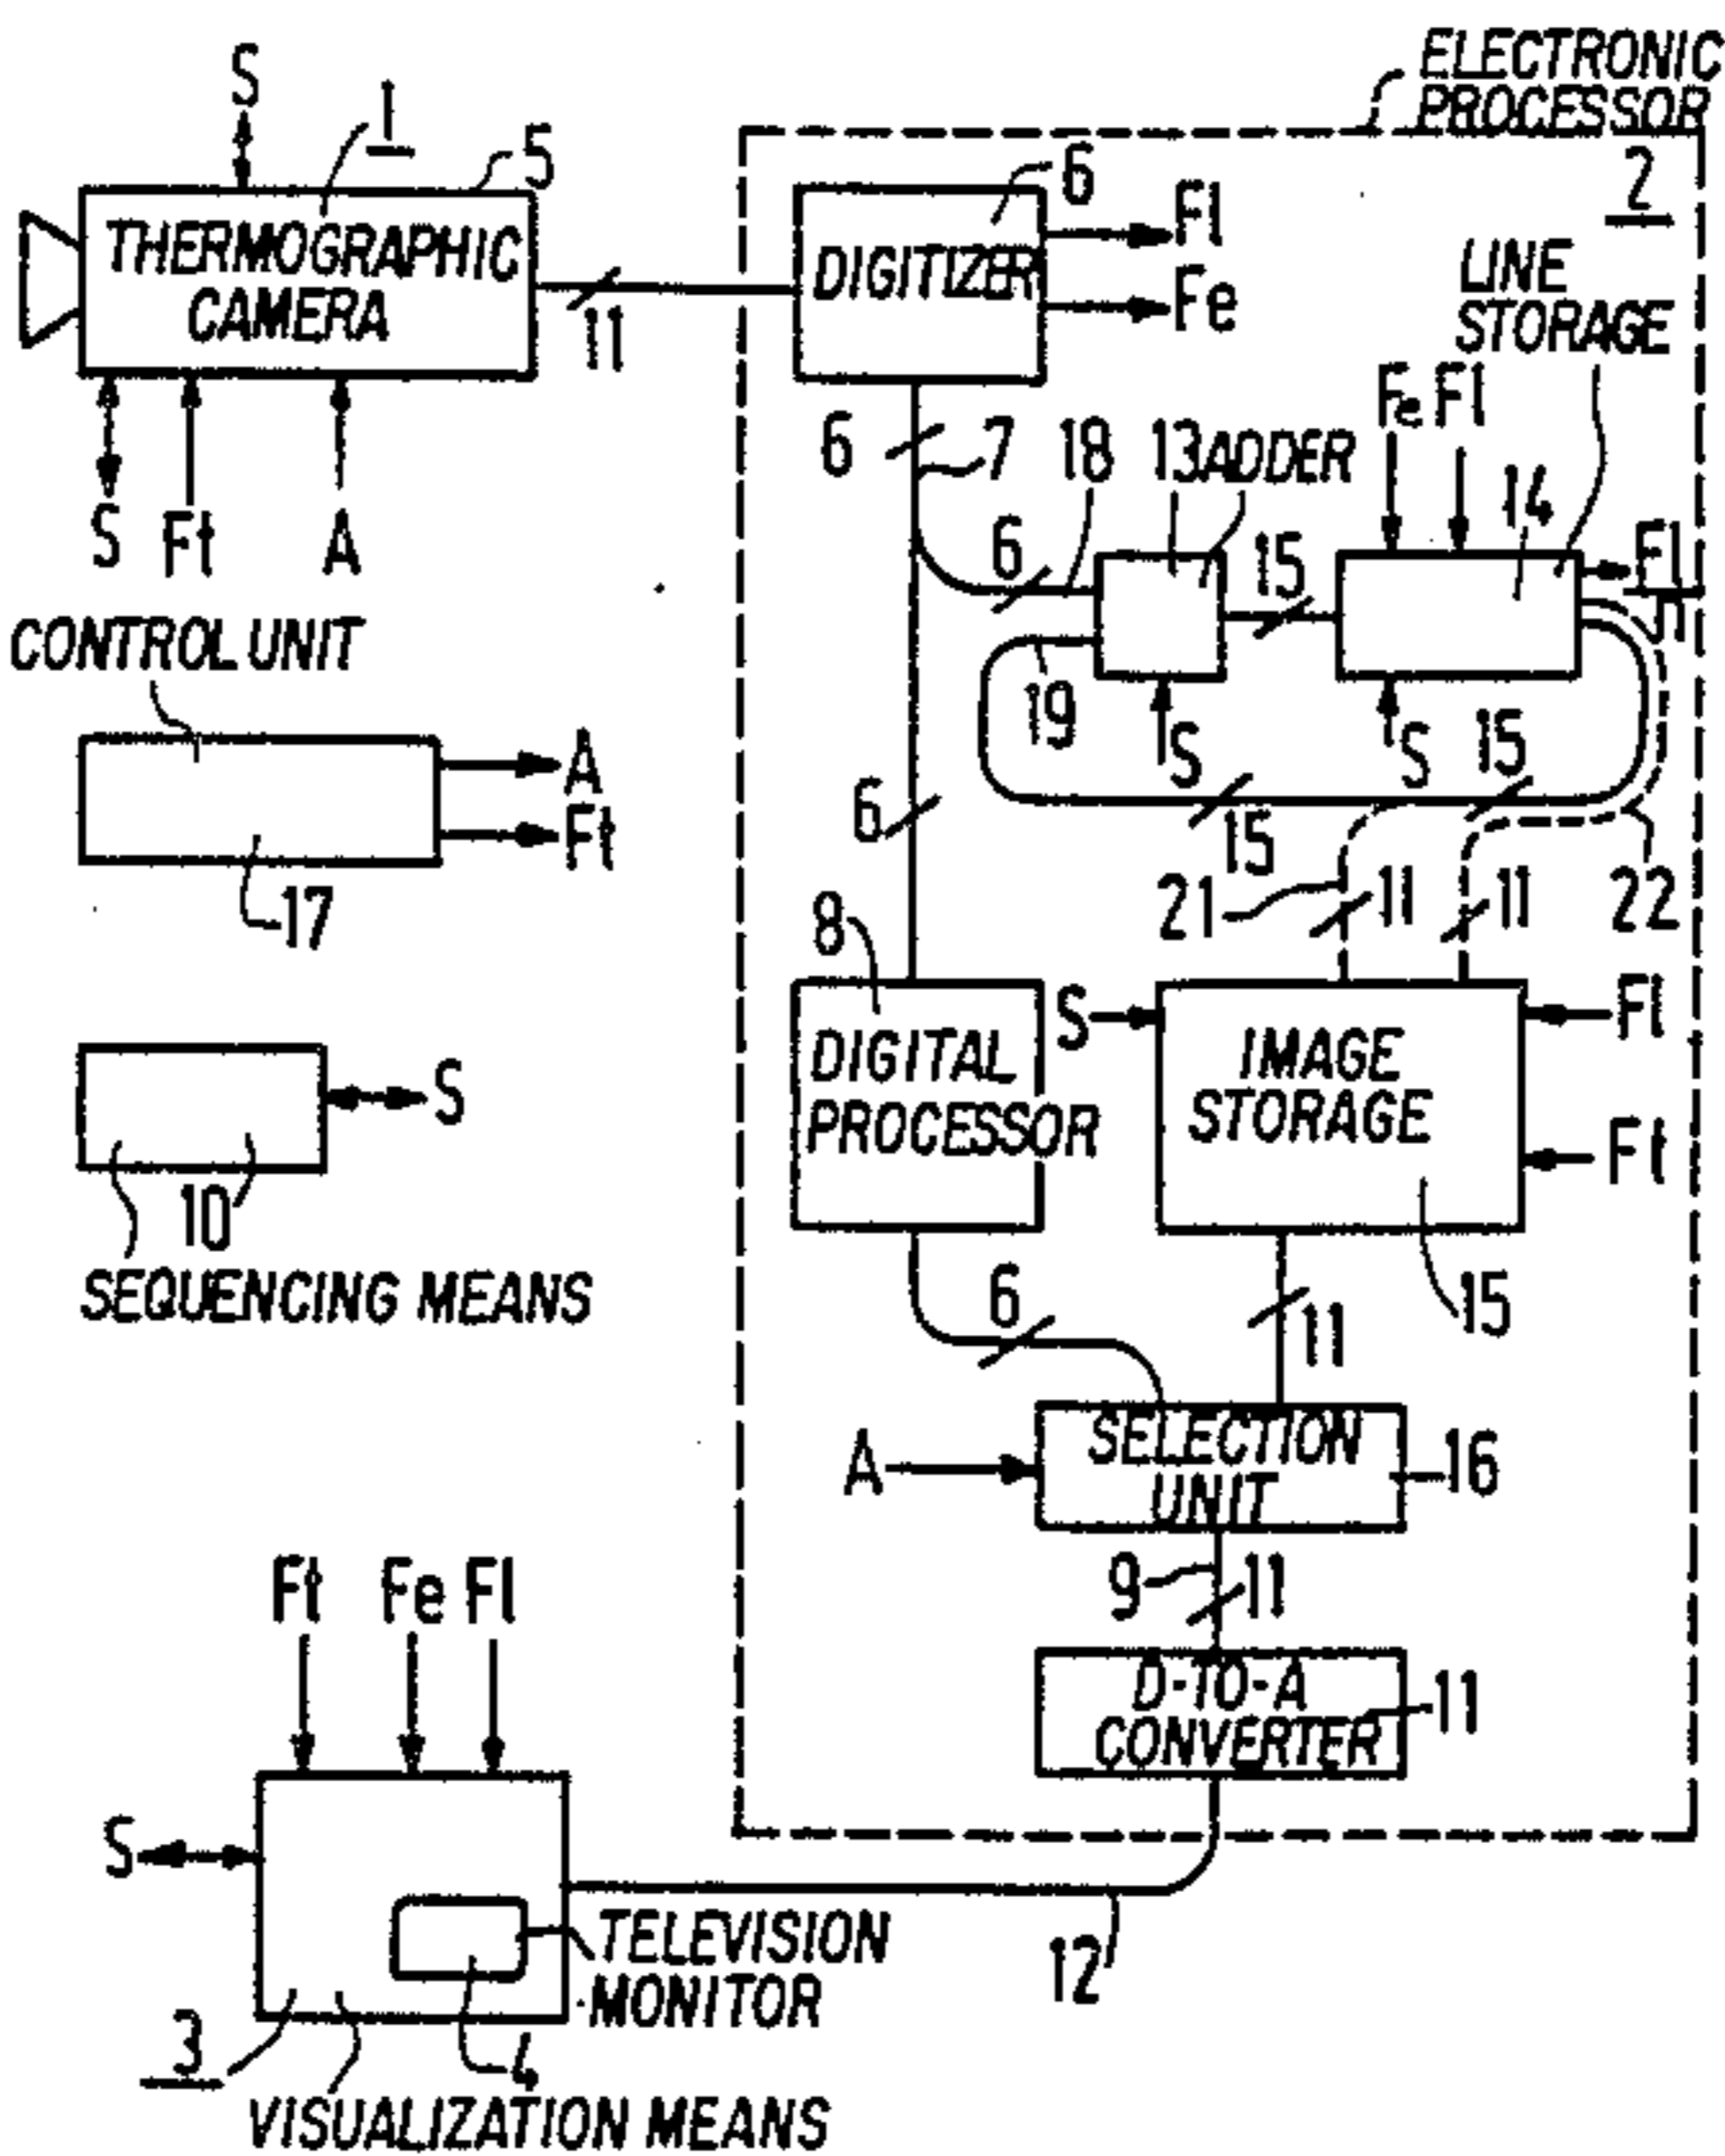 ELECTRONIC
PROCESSOR
2
S
1
5
THERMOGRAPHIC
CAMERA
11
S Ft A
6
DIGITIZER
Fl
Fe
LINE
STORAGE
Fe Fl
6 7 18 13 ADDER 14
6 15 Fl
19 S S 15
15
CONTROL UNIT
A
Ft
17
6
21 11 11 22
8
DIGITAL
PROCESSOR
S
IMAGE
STORAGE
Fl
Ft
15
S
10
SEQUENCING MEANS
6 11
A
SELECTION
UNIT
16
9 11
D-TO-A
CONVERTER
11
Ft Fe Fl
S
TELEVISION
MONITOR
12
3 4
VISUALIZATION MEANS